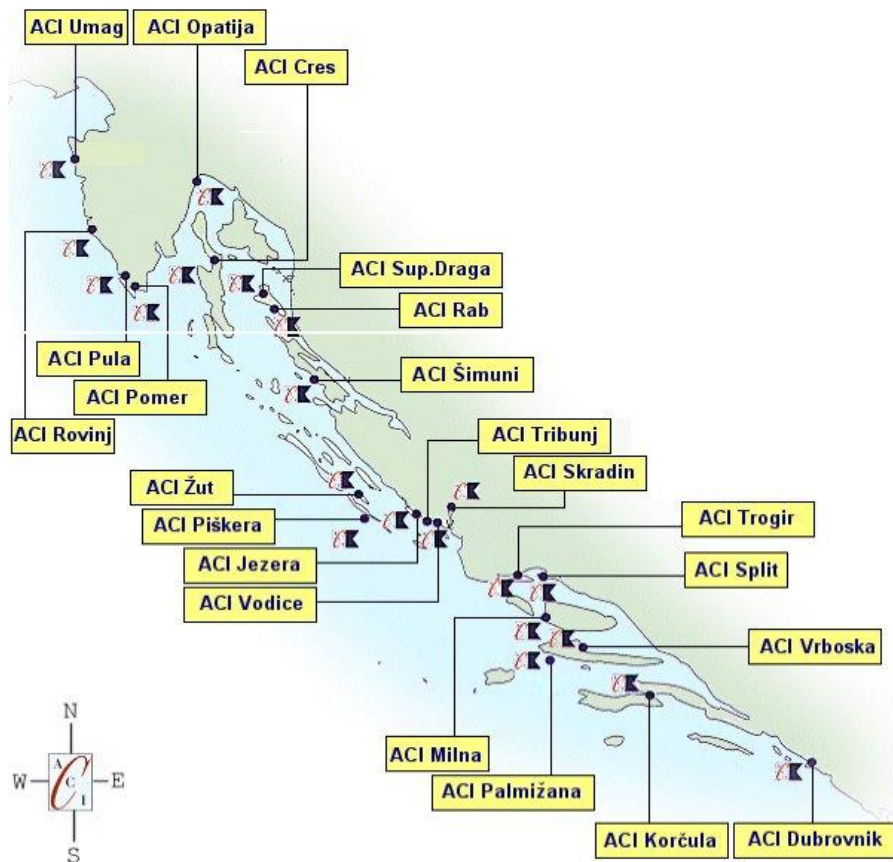 ACI Umag
ACI Opatija
ACI Cres
ACI Sup.Draga
ACI Rab
ACI Pula
ACI Šimuni
ACI Pomer
ACI Rovinj
ACI Tribunj
ACI Skradin
ACI Žut
ACI Piškera
ACI Trogir
ACI Jezera
ACI Split
ACI Vodice
ACI Vrboska
ACI Milna
ACI Palmižana
ACI Korčula
ACI Dubrovnik
N
W
A
C
I
E
S